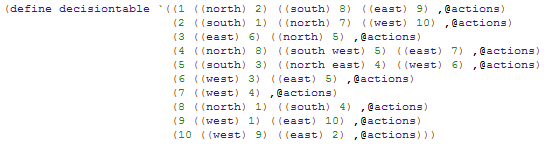 (define decisiontable `((1 ((north) 2) ((south) 8) ((east) 9) ,@actions)
(2 ((south) 1) ((north) 7) ((west) 10) ,@actions)
(3 ((east) 6) ((north) 5) ,@actions)
(4 ((north) 8) ((south west) 5) ((east) 7) ,@actions)
(5 ((south) 3) ((north east) 4) ((west) 6) ,@actions)
(6 ((west) 3) ((east) 5) ,@actions)
(7 ((west) 4) ,@actions)
(8 ((north) 1) ((south) 4) ,@actions)
(9 ((west) 1) ((east) 10) ,@actions)
(10 ((west) 9) ((east) 2) ,@actions)))